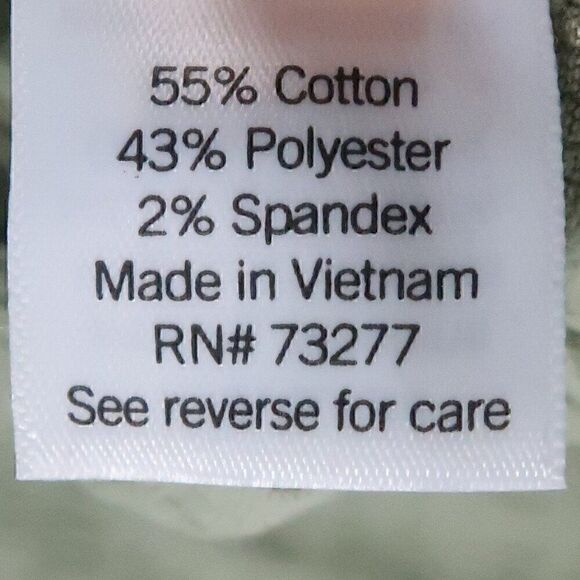 55% Cotton
43% Polyester
2% Spandex
Made in Vietnam
RN# 73277
See reverse for care